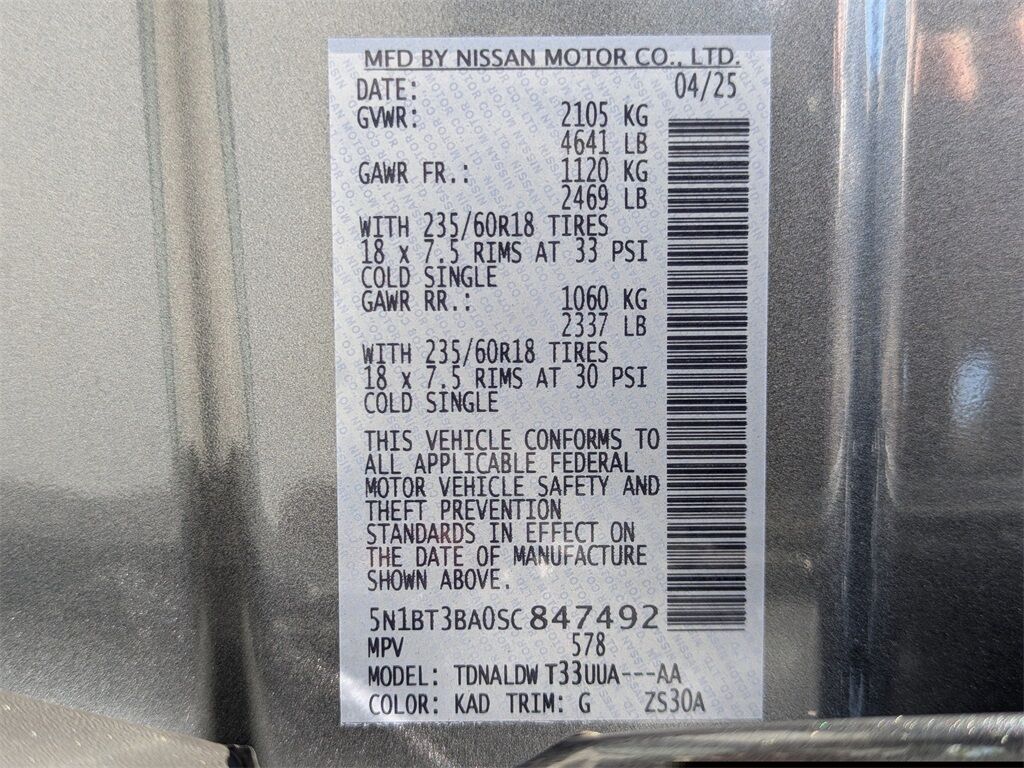 MFD BY NISSAN MOTOR CO., LTD.
DATE: 04/25
GVWR: 2105 KG
4641 LB
GAWR FR.: 1120 KG
2469 LB
WITH 235/60R18 TIRES
18 x 7.5 RIMS AT 33 PSI
COLD SINGLE
GAWR RR.: 1060 KG
2337 LB
WITH 235/60R18 TIRES
18 x 7.5 RIMS AT 30 PSI
COLD SINGLE
THIS VEHICLE CONFORMS TO
ALL APPLICABLE FEDERAL
MOTOR VEHICLE SAFETY AND
THEFT PREVENTION
STANDARDS IN EFFECT ON
THE DATE OF MANUFACTURE
SHOWN ABOVE.
5N1BT3BA0SC847492
MPV 578
MODEL: TDNALDW T33UUA---AA
COLOR: KAD TRIM: G ZS30A